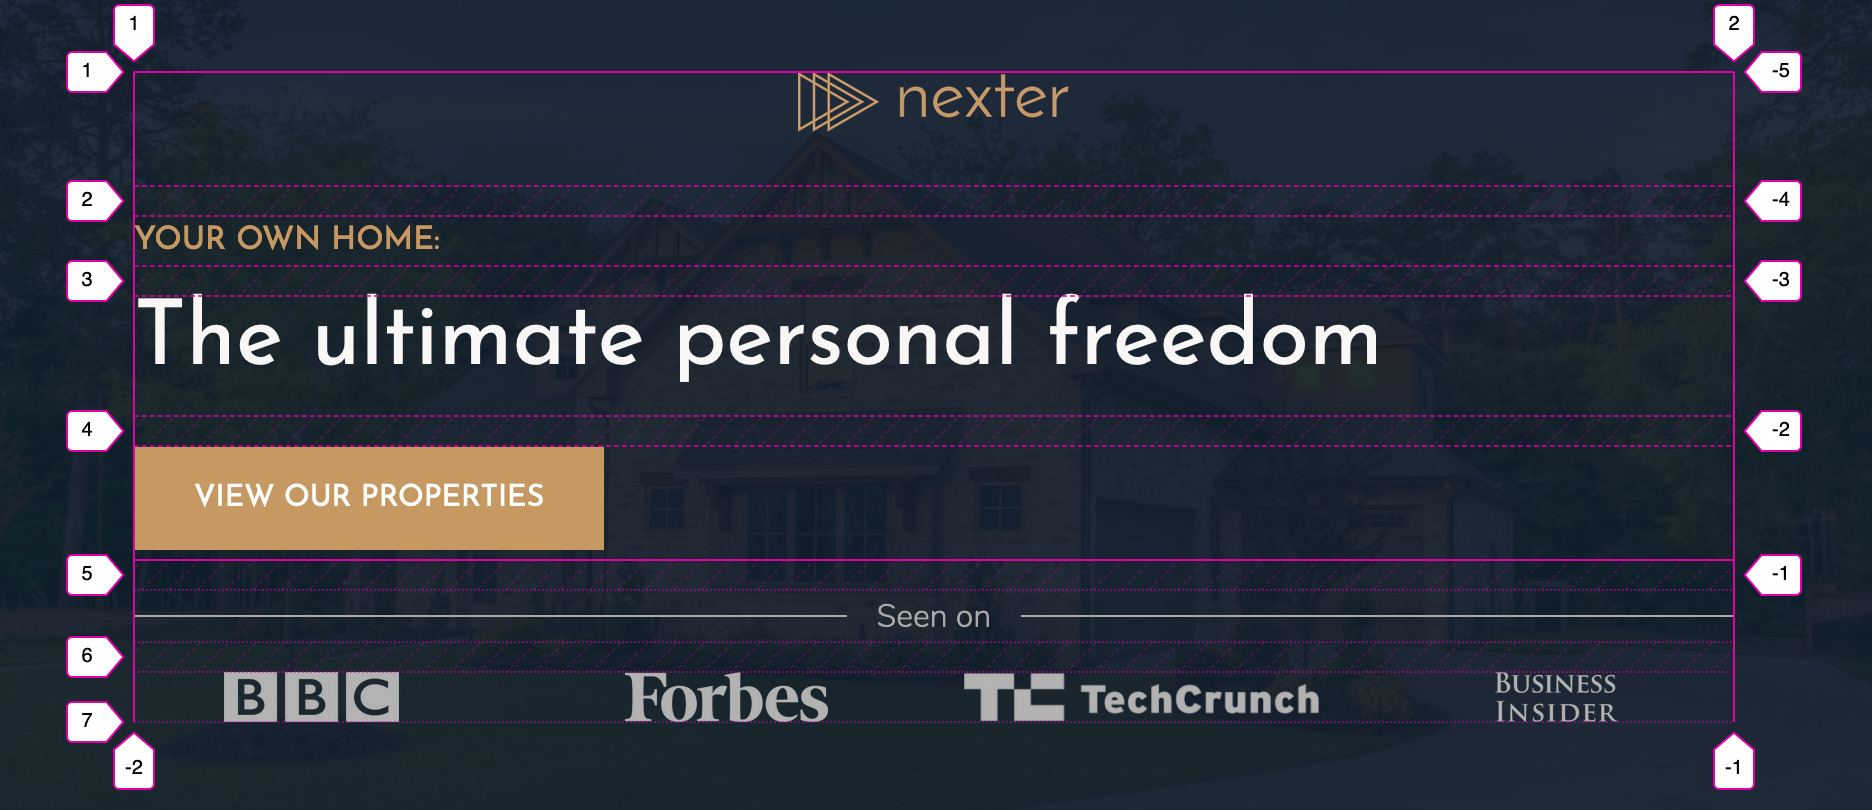 1 2
1 -5
nexter
2 -4
YOUR OWN HOME:
3 -3
The ultimate personal freedom
4 -2
VIEW OUR PROPERTIES
5 -1
Seen on
6
BBC Forbes TC TechCrunch BUSINESS
INSIDER
7
-2 -1